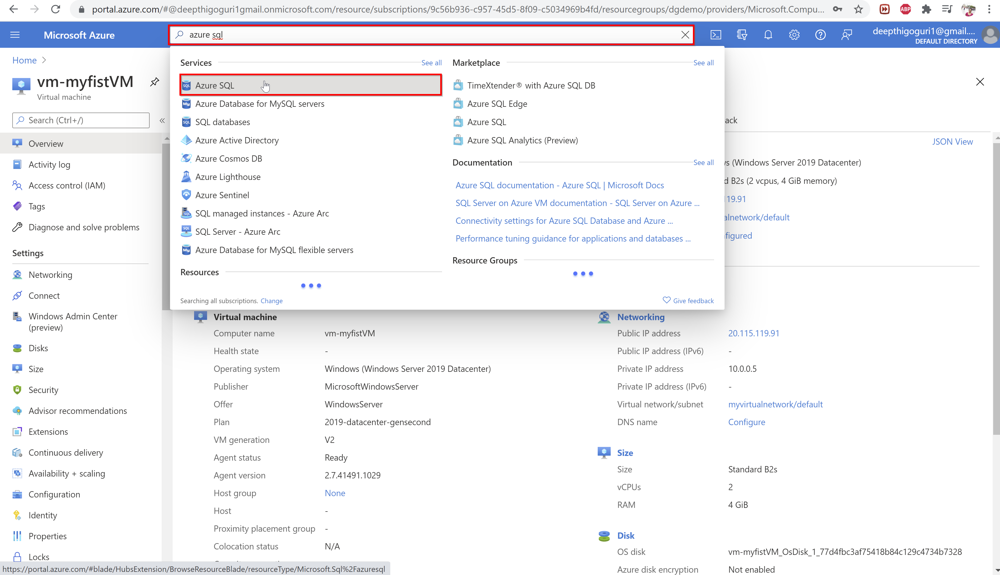 portal.azure.com/#@deepthigoguri1gmail.onmicrosoft.com/resource/subscriptions/9c56b936-c957-45d5-8f09-c5034969b4fd/resourcegroups/dgdemo/providers/Microsoft.Compu...
ABP
Microsoft Azure
azure sql
deepthigoguri1@gmail....
DEFAULT DIRECTORY
Home
vm-myfistVM
Virtual machine
Search (Ctrl+/)
Overview
Activity log
Access control (IAM)
Tags
Diagnose and solve problems
Settings
Networking
Connect
Windows Admin Center
(preview)
Disks
Size
Security
Advisor recommendations
Extensions
Continuous delivery
Availability + scaling
Configuration
Identity
Properties
Locks
Services
See all
Azure SQL
Azure Database for MySQL servers
SQL databases
Azure Active Directory
Azure Cosmos DB
Azure Lighthouse
Azure Sentinel
SQL managed instances - Azure Arc
SQL Server - Azure Arc
Azure Database for MySQL flexible servers
Resources
Searching all subscriptions. Change
Marketplace
See all
TimeXtender® with Azure SQL DB
Azure SQL Edge
Azure SQL
Azure SQL Analytics (Preview)
Documentation
See all
Azure SQL documentation - Azure SQL | Microsoft Docs
SQL Server on Azure VM documentation - SQL Server on Azure ...
Connectivity settings for Azure SQL Database and Azure ...
Performance tuning guidance for applications and databases ...
Resource Groups
Give feedback
ack
JSON View
(Windows Server 2019 Datacenter)
B2s (2 vcpus, 4 GiB memory)
119.91
alnetwork/default
figured
Virtual machine
Computer name vm-myfistVM
Health state -
Operating system Windows (Windows Server 2019 Datacenter)
Publisher MicrosoftWindowsServer
Offer WindowsServer
Plan 2019-datacenter-gensecond
VM generation V2
Agent status Ready
Agent version 2.7.41491.1029
Host group None
Host -
Proximity placement group -
Colocation status N/A
Networking
Public IP address 20.115.119.91
Public IP address (IPv6) -
Private IP address 10.0.0.5
Private IP address (IPv6) -
Virtual network/subnet myvirtualnetwork/default
DNS name Configure
Size
Size Standard B2s
vCPUs 2
RAM 4 GiB
Disk
OS disk vm-myfistVM_OsDisk_1_77d4fbc3af75418b84c129c4734b7328
Azure disk encryption Not enabled
https://portal.azure.com/#blade/HubsExtension/BrowseResourceBlade/resourceType/Microsoft.Sql%2Fazuresql